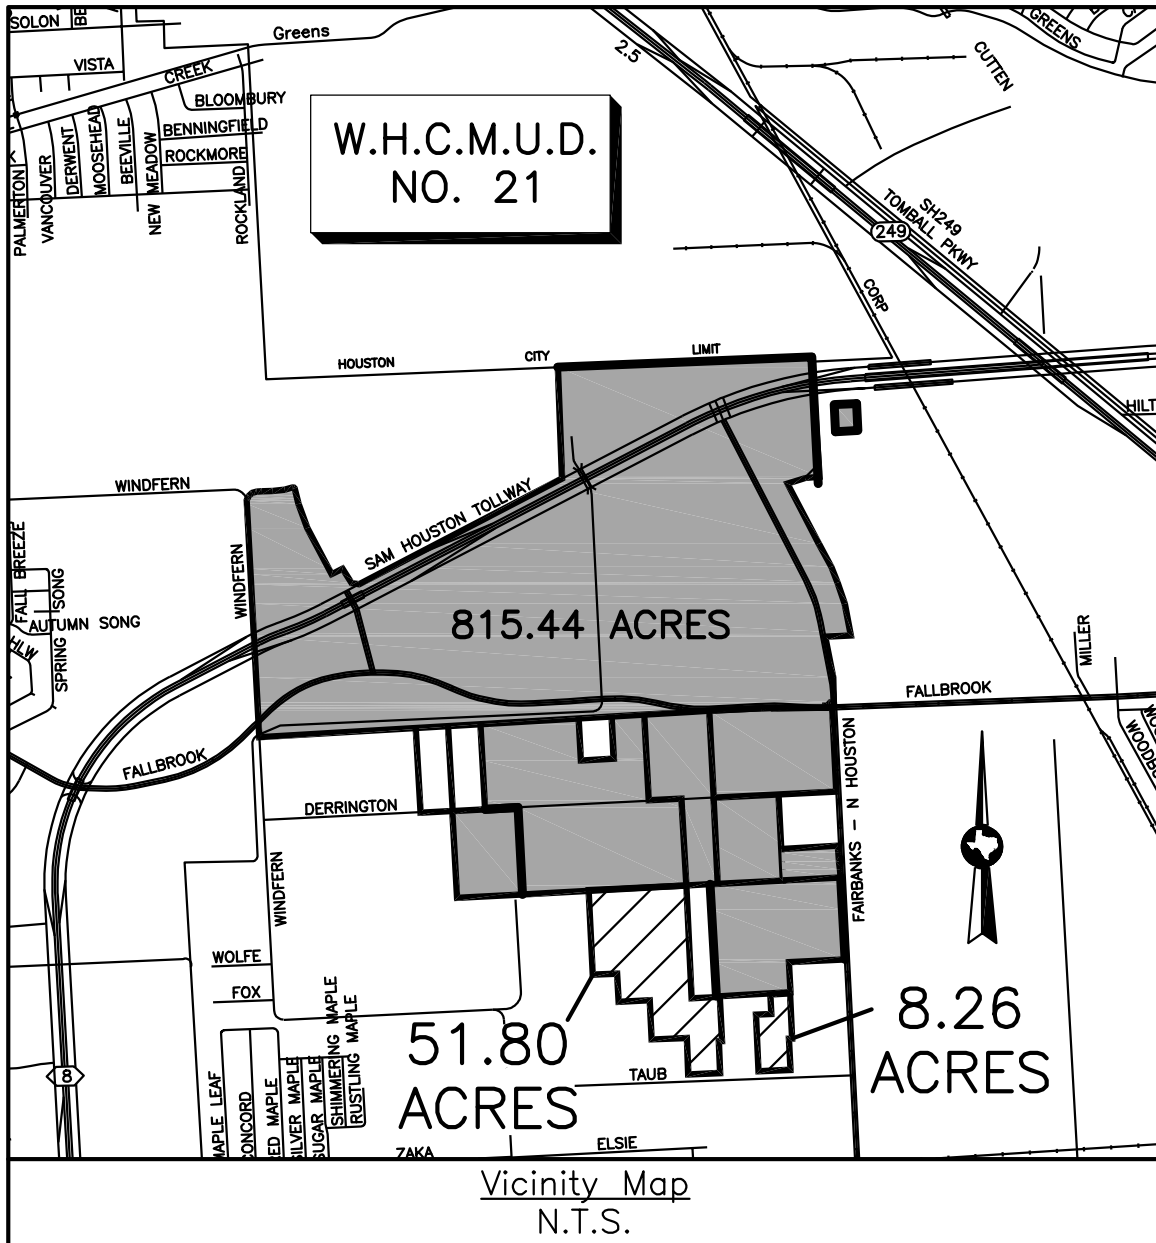 SOLON
BE
Greens
VISTA
CREEK
BLOOMBURY
BENNINGFIELD
ROCKMORE
PALMERTON
VANCOUVER
DERWENT
MOOSEHEAD
BEEVILLE
NEW MEADOW
ROCKLAND
W.H.C.M.U.D.
NO. 21
2.5
CUTTEN
GREENS
SH249
TOMBALL PKWY
249
CORP
HOUSTON CITY LIMIT
HILT
WINDFERN
WINDFERN
SAM HOUSTON TOLLWAY
FALL BREEZE
SONG
AUTUMN SONG
HLW
SPRING
815.44 ACRES
MILLER
FALLBROOK
WOODB
FALLBROOK
DERRINGTON
FAIRBANKS - N HOUSTON
WINDFERN
WOLFE
FOX
8.26
ACRES
51.80
ACRES
TAUB
8
MAPLE LEAF
CONCORD
RED MAPLE
SILVER MAPLE
SUGAR MAPLE
SHIMMERING MAPLE
RUSTLING MAPLE
ZAKA
ELSIE
Vicinity Map
N.T.S.